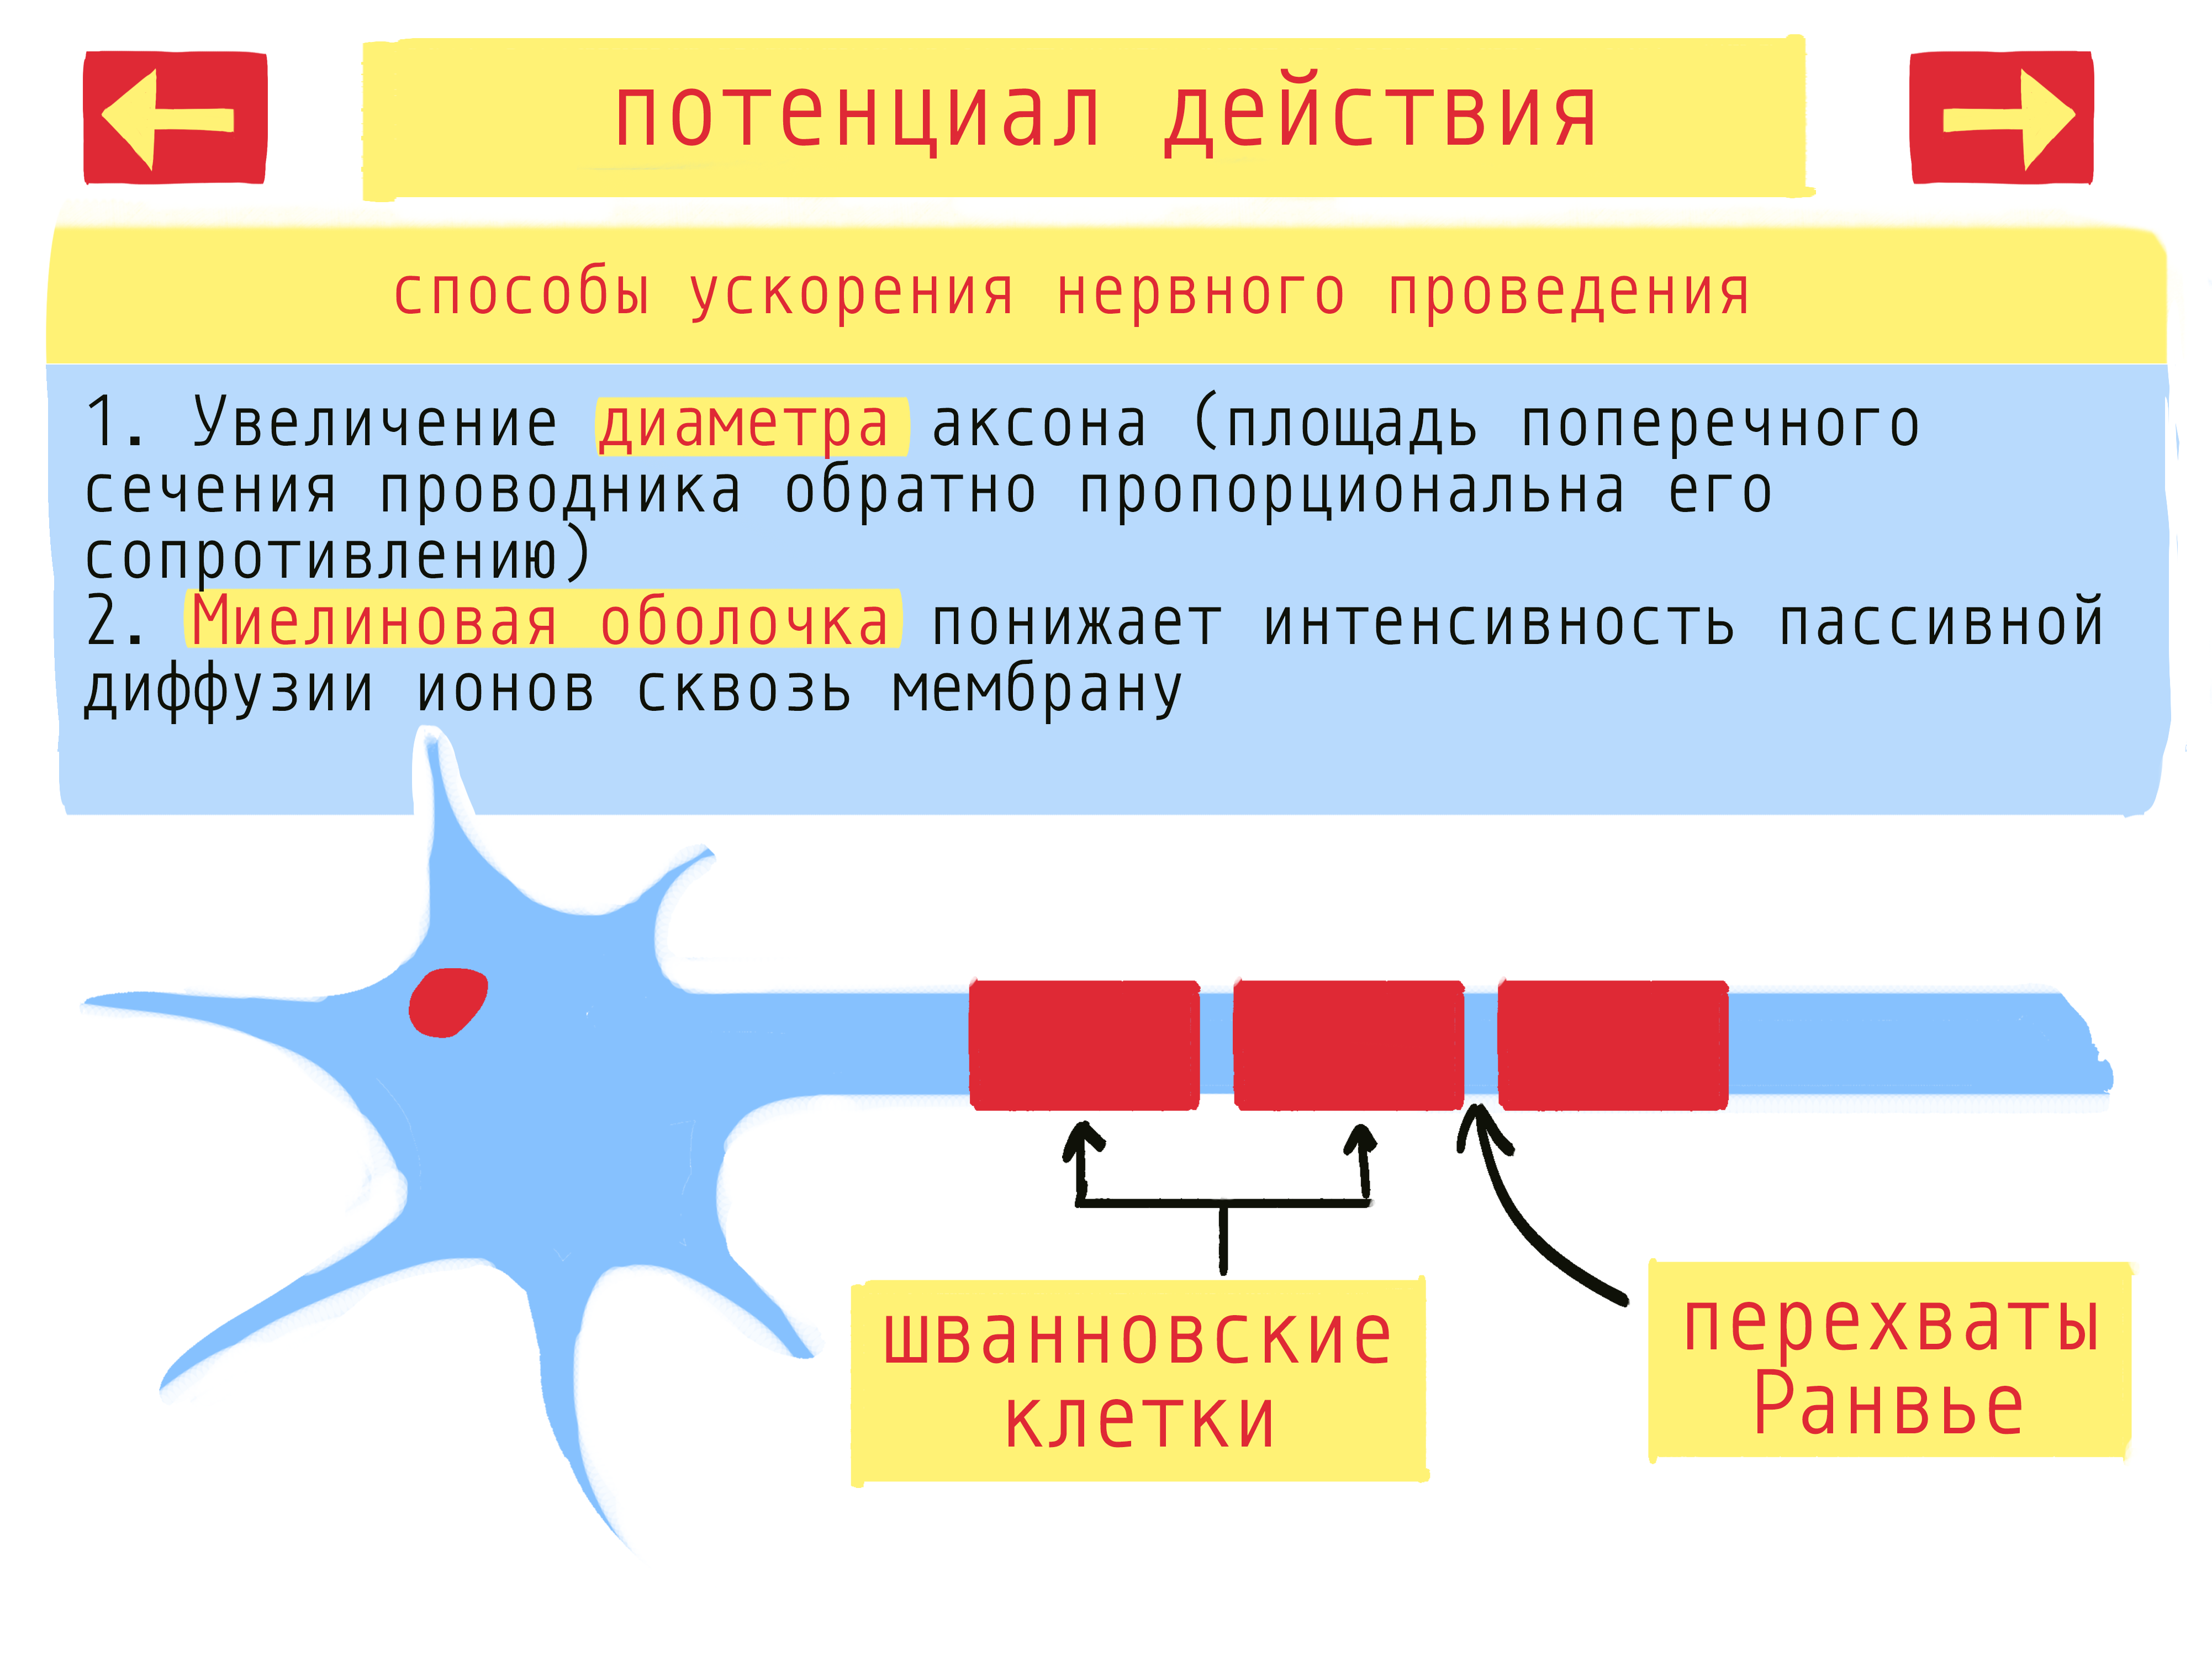 потенциал действия
способы ускорения нервного проведения
1. Увеличение диаметра аксона (площадь поперечного
сечения проводника обратно пропорциональна его
сопротивлению)
2. Миелиновая оболочка понижает интенсивность пассивной
диффузии ионов сквозь мембрану
шванновские
клетки
перехваты
Ранвье